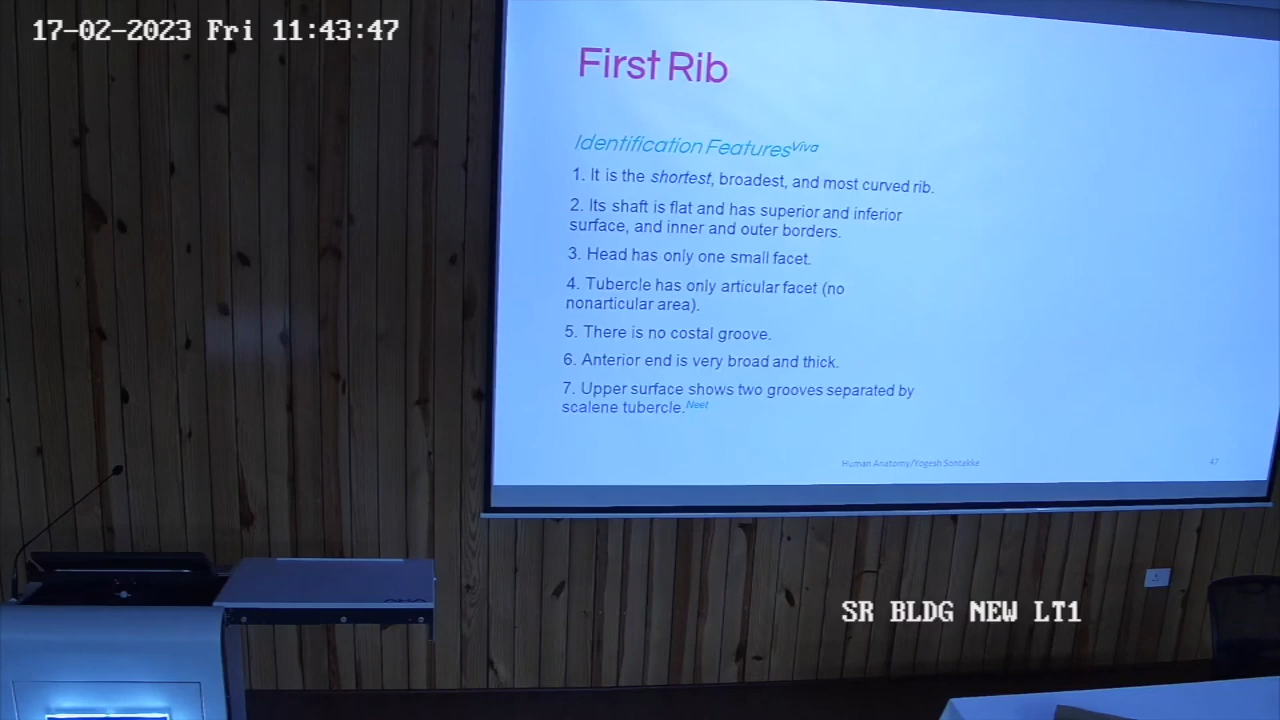 17-02-2023 Fri 11:43:47
First Rib
Identification FeaturesViva
1. It is the shortest, broadest, and most curved rib.
2. Its shaft is flat and has superior and inferior
surface, and inner and outer borders.
3. Head has only one small facet.
4. Tubercle has only articular facet (no
nonarticular area).
5. There is no costal groove.
6. Anterior end is very broad and thick.
7. Upper surface shows two grooves separated by
scalene tubercle.Neet
Human Anatomy/Yogesh Sontakke
47
SR BLDG NEW LT1